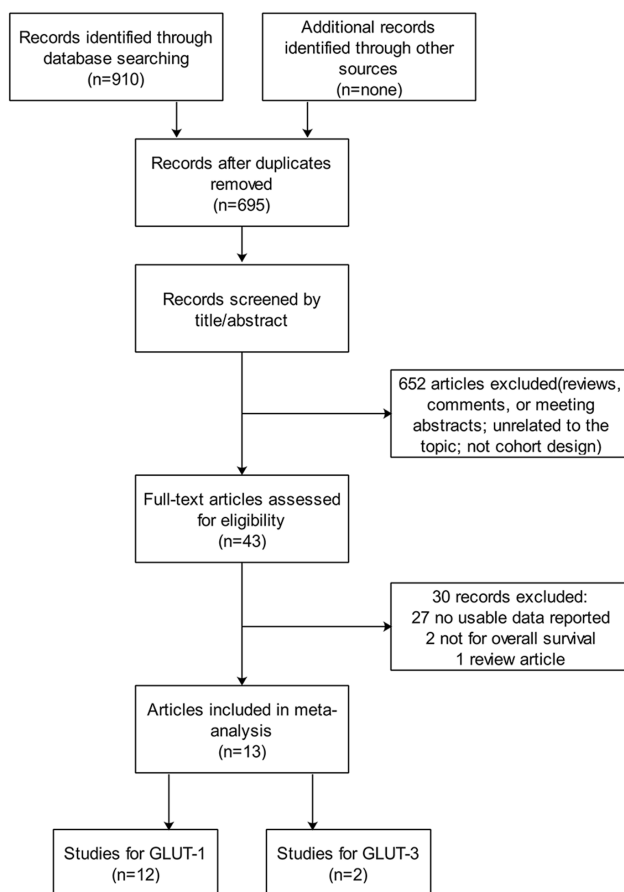 Records identified through
database searching
(n=910)
Additional records
identified through other
sources
(n=none)
Records after duplicates
removed
(n=695)
Records screened by
title/abstract
652 articles excluded(reviews,
comments, or meeting
abstracts; unrelated to the
topic; not cohort design)
Full-text articles assessed
for eligibility
(n=43)
30 records excluded:
27 no usable data reported
2 not for overall survival
1 review article
Articles included in meta-
analysis
(n=13)
Studies for GLUT-1
(n=12)
Studies for GLUT-3
(n=2)